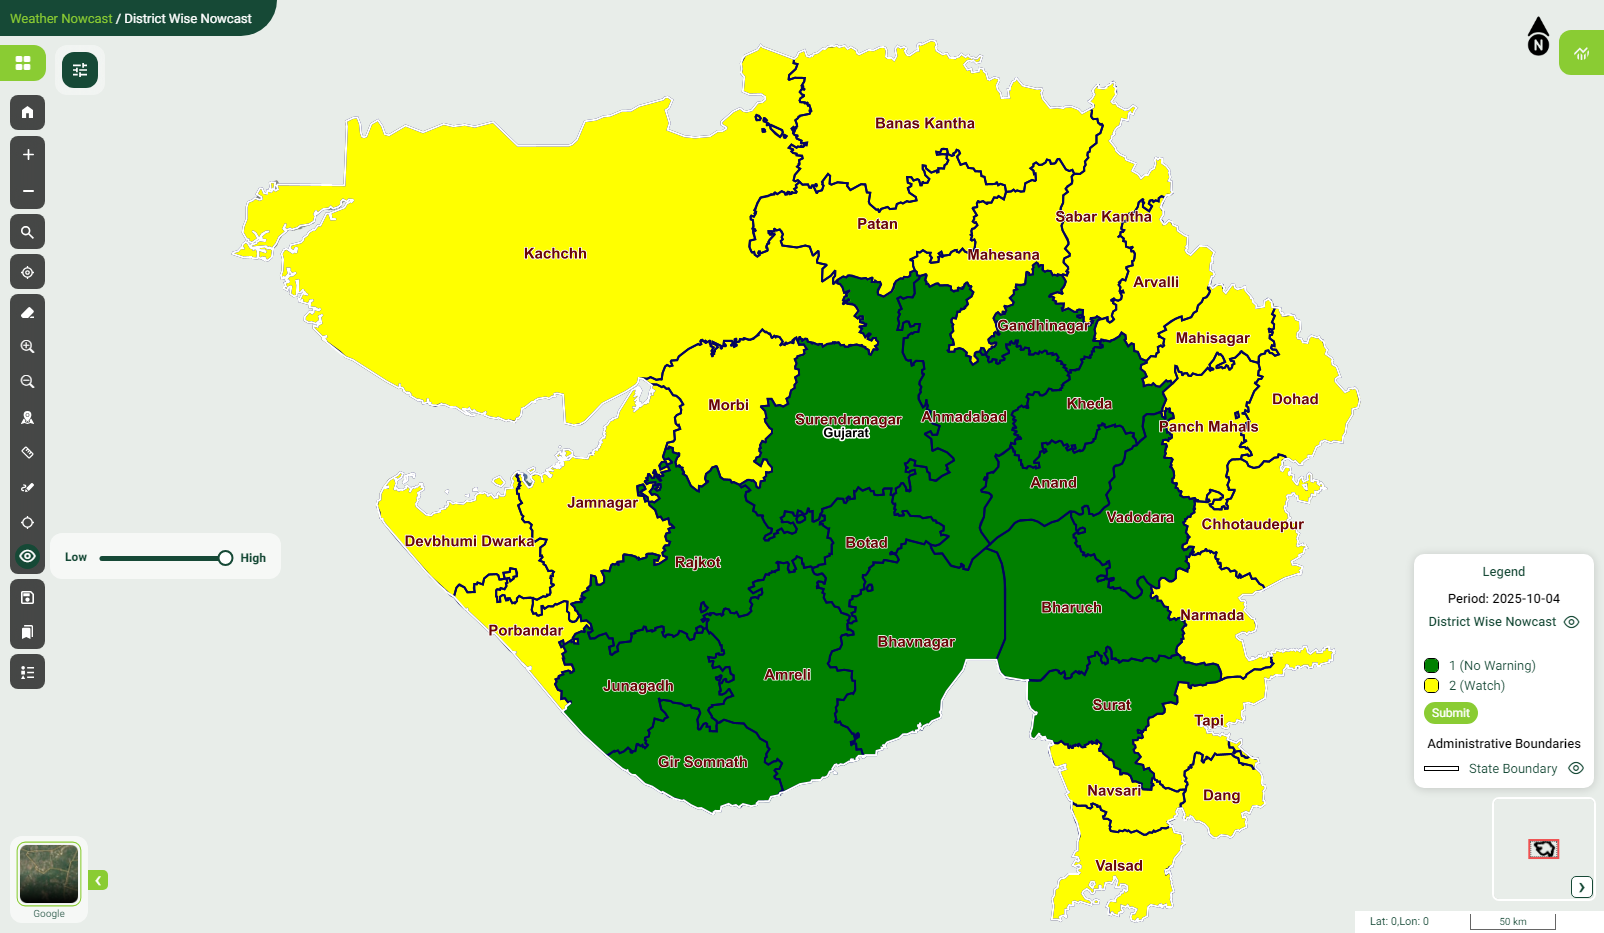 Weather Nowcast / District Wise Nowcast
N
Banas Kantha
Sabar Kantha
Patan
Kachchh
Mahesana
Arvalli
Gandhinagar
Mahisagar
Dohad
Morbi
Kheda
Surendranagar
Ahmadabad
Panch Mahals
Gujarat
Anand
Jamnagar
Vadodara
Chhotaudepur
Devbhumi Dwarka
Botad
Low
High
Rajkot
Bharuch
Narmada
Porbandar
Bhavnagar
Amreli
Junagadh
Surat
Tapi
Gir Somnath
Navsari
Dang
Valsad
Legend
Period: 2025-10-04
District Wise Nowcast
1 (No Warning)
2 (Watch)
Submit
Administrative Boundaries
State Boundary
Google
Lat: 0,Lon: 0
50 km